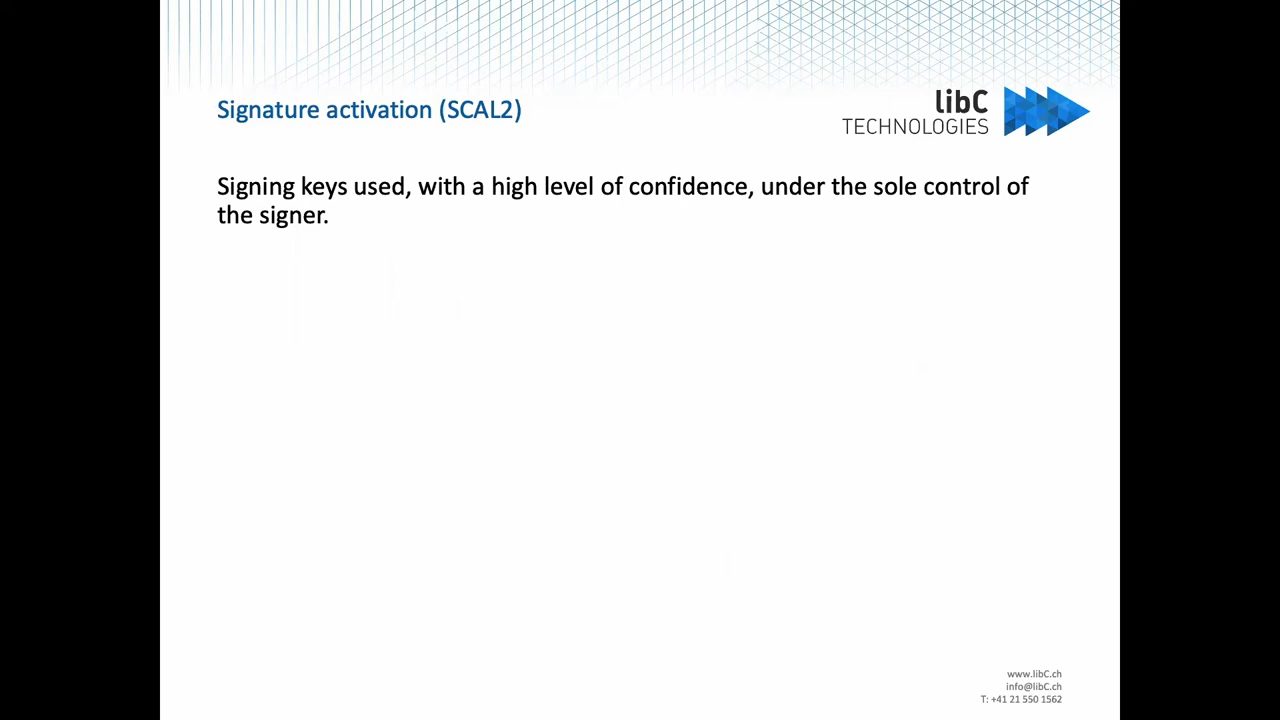 Signature activation (SCAL2)
libC
TECHNOLOGIES
Signing keys used, with a high level of confidence, under the sole control of
the signer.
www.libC.ch
info@libC.ch
T: +41 21 550 1562